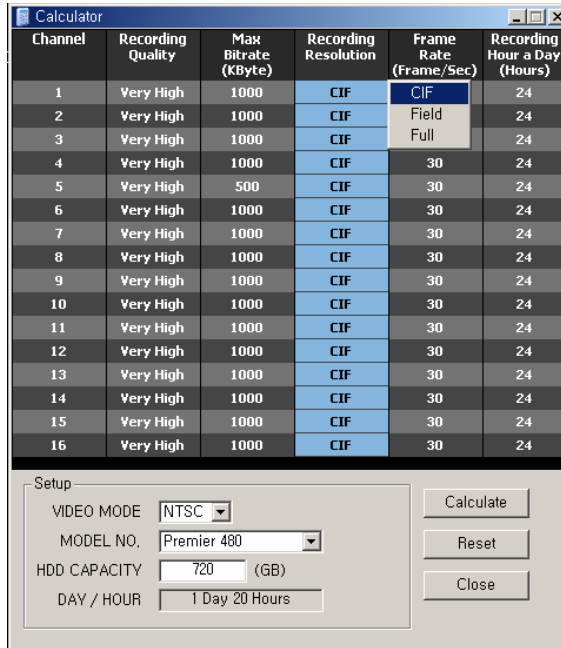 Calculator
Channel Recording Quality Max Bitrate (KByte) Recording Resolution Frame Rate (Frame/Sec) Recording Hour a Day (Hours)
1 Very High 1000 CIF CIF 24
2 Very High 1000 CIF Field 24
3 Very High 1000 CIF Full 24
4 Very High 1000 CIF 30 24
5 Very High 500 CIF 30 24
6 Very High 1000 CIF 30 24
7 Very High 1000 CIF 30 24
8 Very High 1000 CIF 30 24
9 Very High 1000 CIF 30 24
10 Very High 1000 CIF 30 24
11 Very High 1000 CIF 30 24
12 Very High 1000 CIF 30 24
13 Very High 1000 CIF 30 24
14 Very High 1000 CIF 30 24
15 Very High 1000 CIF 30 24
16 Very High 1000 CIF 30 24
Setup
VIDEO MODE NTSC
MODEL NO, Premier 480
HDD CAPACITY 720 (GB)
DAY / HOUR 1 Day 20 Hours
Calculate
Reset
Close